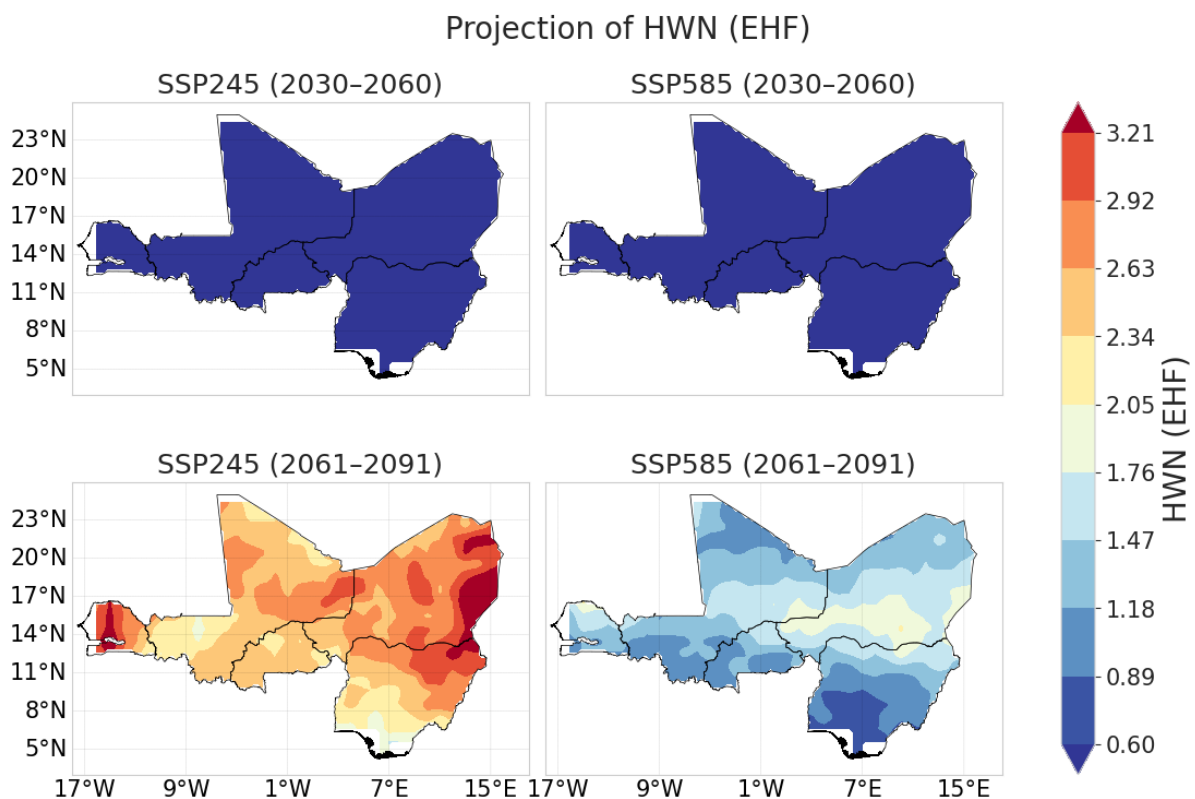 Projection of HWN (EHF)
SSP245 (2030–2060)
SSP585 (2030–2060)
23°N
20°N
17°N
14°N
11°N
8°N
5°N
SSP245 (2061–2091)
SSP585 (2061–2091)
23°N
20°N
17°N
14°N
11°N
8°N
5°N
17°W 9°W 1°W 7°E 15°E
17°W 9°W 1°W 7°E 15°E
3.21
2.92
2.63
2.34
2.05
1.76
1.47
1.18
0.89
0.60
HWN (EHF)